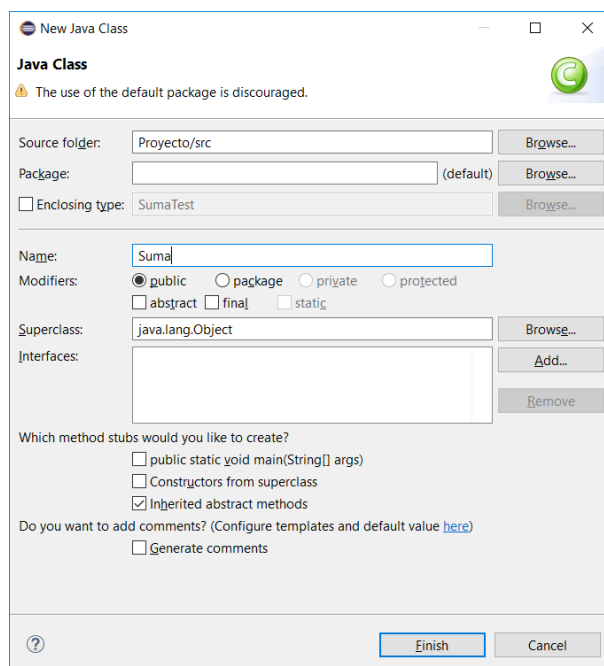 New Java Class
Java Class
The use of the default package is discouraged.
Source folder: Proyecto/src Browse...
Package: (default) Browse...
Enclosing type: SumaTest Browse...
Name: Suma
Modifiers: public package private protected
abstract final static
Superclass: java.lang.Object Browse...
Interfaces: Add...
Remove
Which method stubs would you like to create?
public static void main(String[] args)
Constructors from superclass
Inherited abstract methods
Do you want to add comments? (Configure templates and default value here)
Generate comments
? Finish Cancel